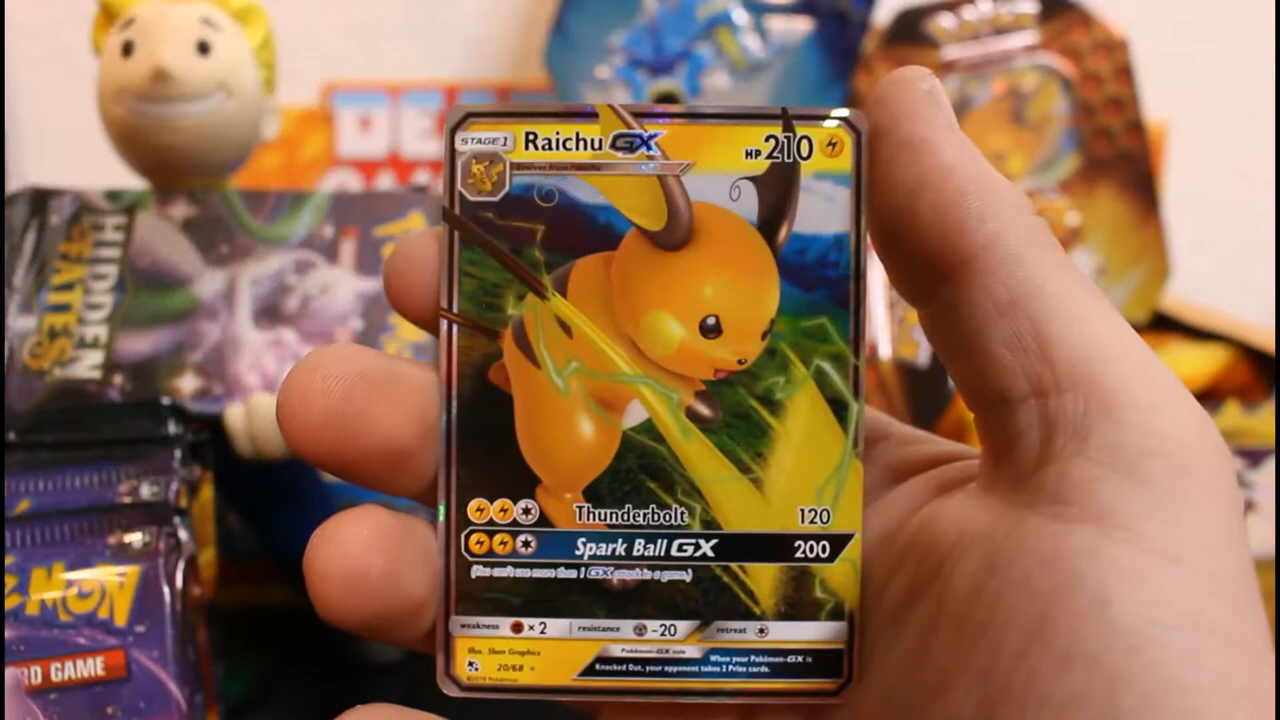 STAGE 1 Raichu GX HP 210
Evolves from Pikachu
Thunderbolt 120
Spark Ball GX 200
(You can't use more than 1 GX attack in a game.)
weakness ×2 resistance -20 retreat
Illus. Shen Graphics
20/68
©2019 Pokémon
Pokémon-GX rule
When your Pokémon-GX is
Knocked Out, your opponent takes 2 Prize cards.
HIDDEN
FATES
RD GAME